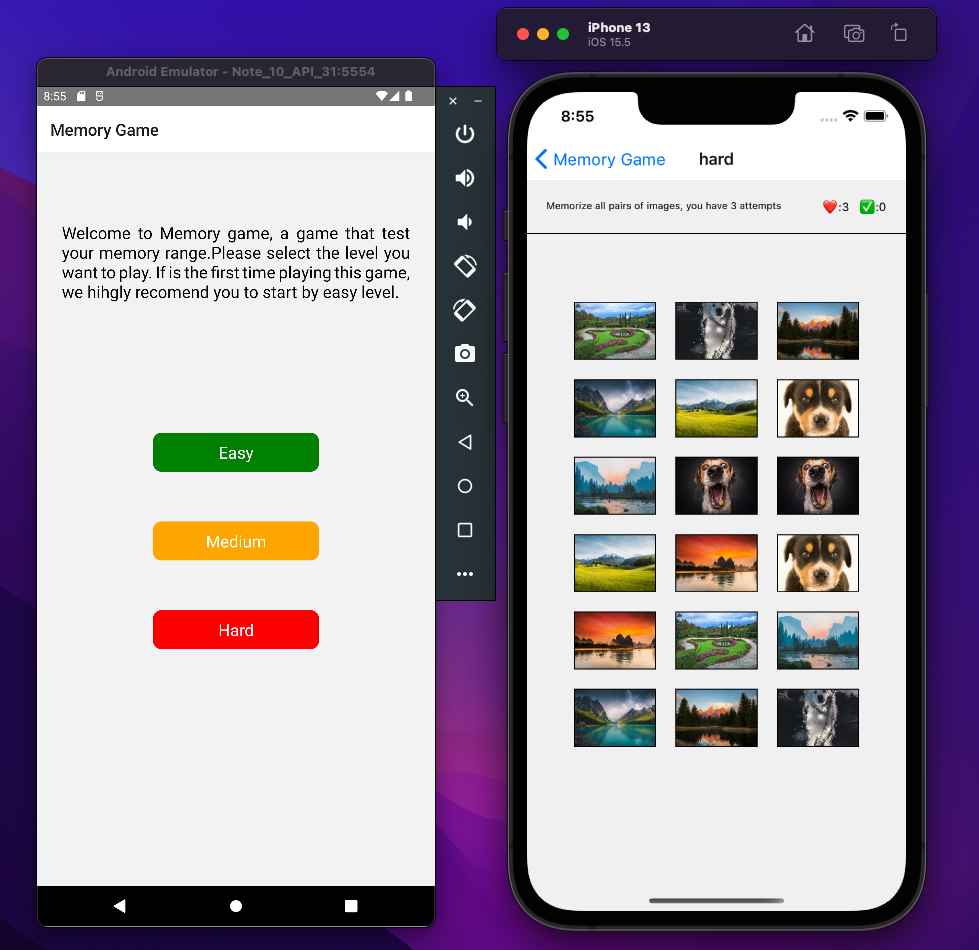 Android Emulator - Note_10_API_31:5554
8:55
Memory Game
Welcome to Memory game, a game that test
your memory range.Please select the level you
want to play. If is the first time playing this game,
we hihgly recomend you to start by easy level.
Easy
Medium
Hard
iPhone 13
iOS 15.5
8:55
Memory Game
hard
Memorize all pairs of images, you have 3 attempts
❤️:3
✅:0